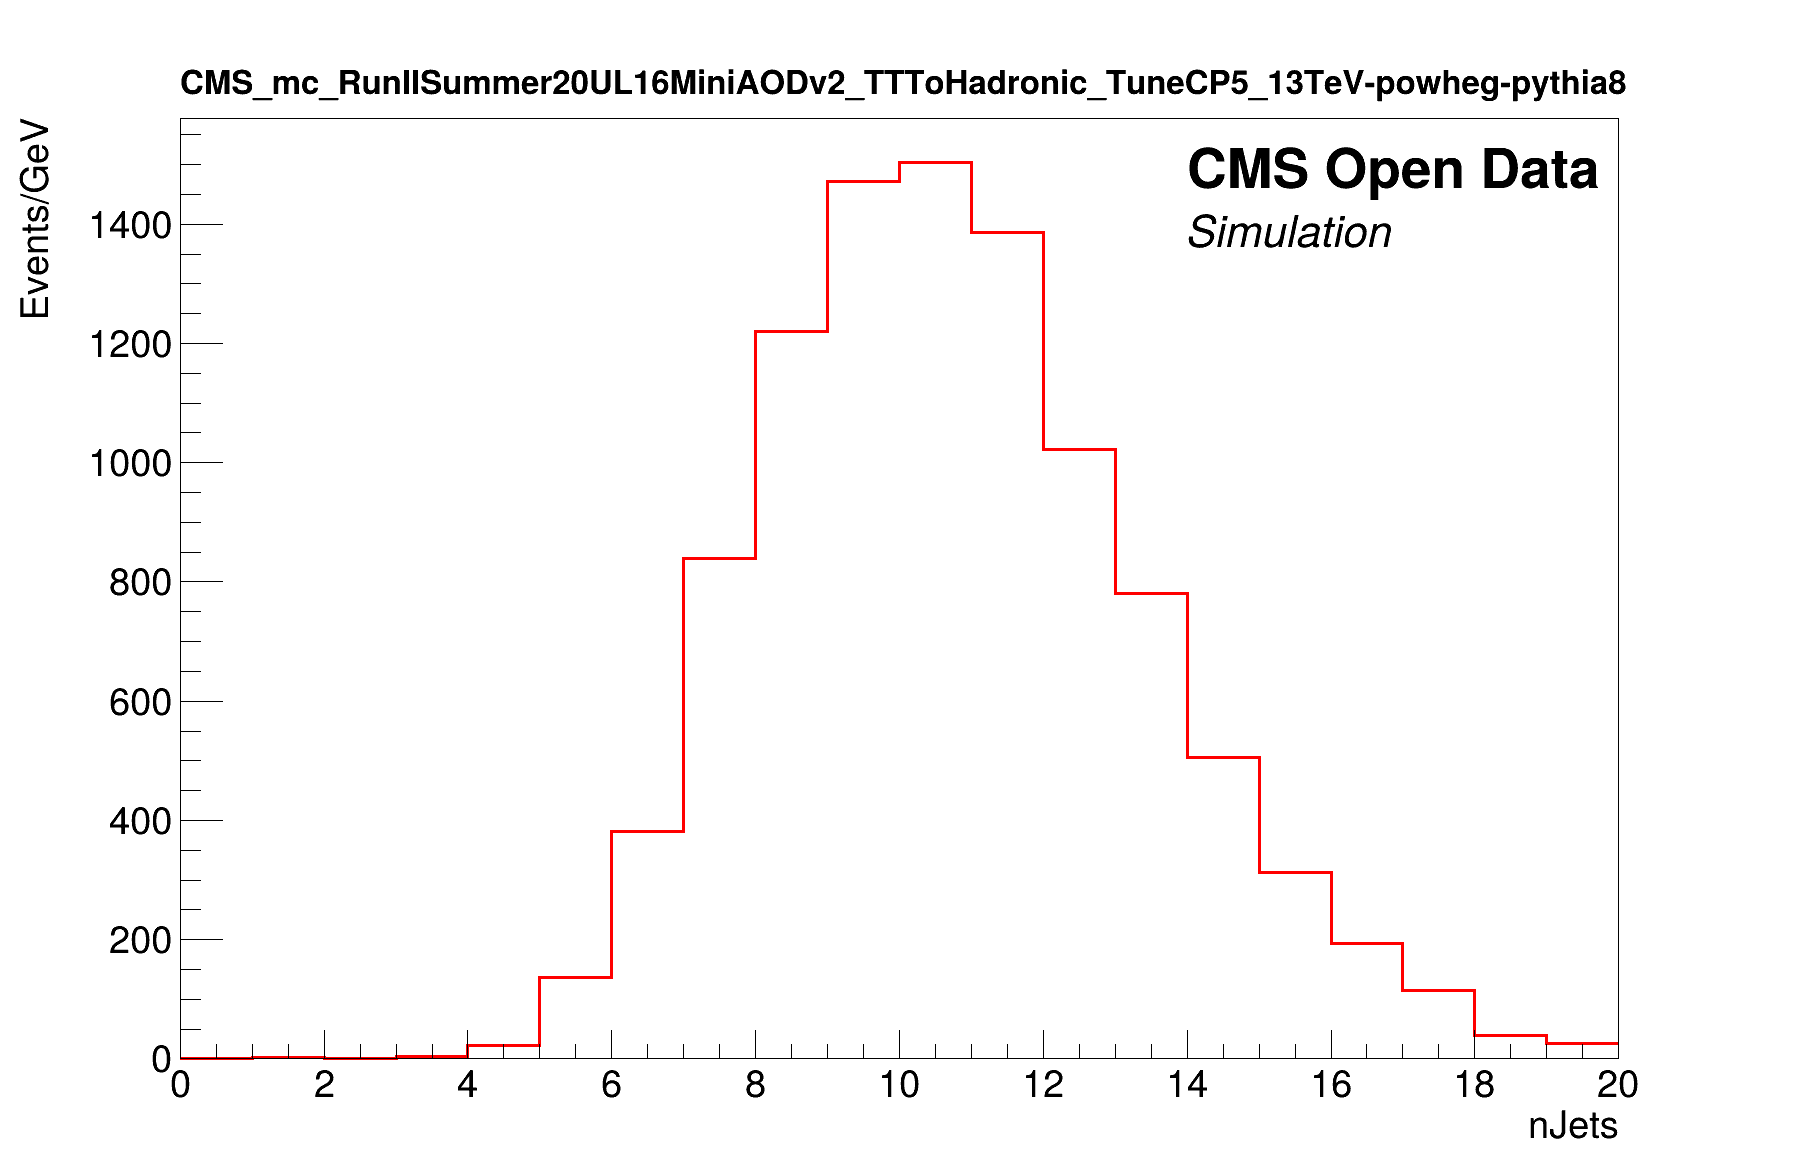 CMS_mc_RunIISummer20UL16MiniAODv2_TTToHadronic_TuneCP5_13TeV-powheg-pythia8
Events/GeV
CMS Open Data
Simulation
1400
1200
1000
800
600
400
200
0
0 2 4 6 8 10 12 14 16 18 20
nJets